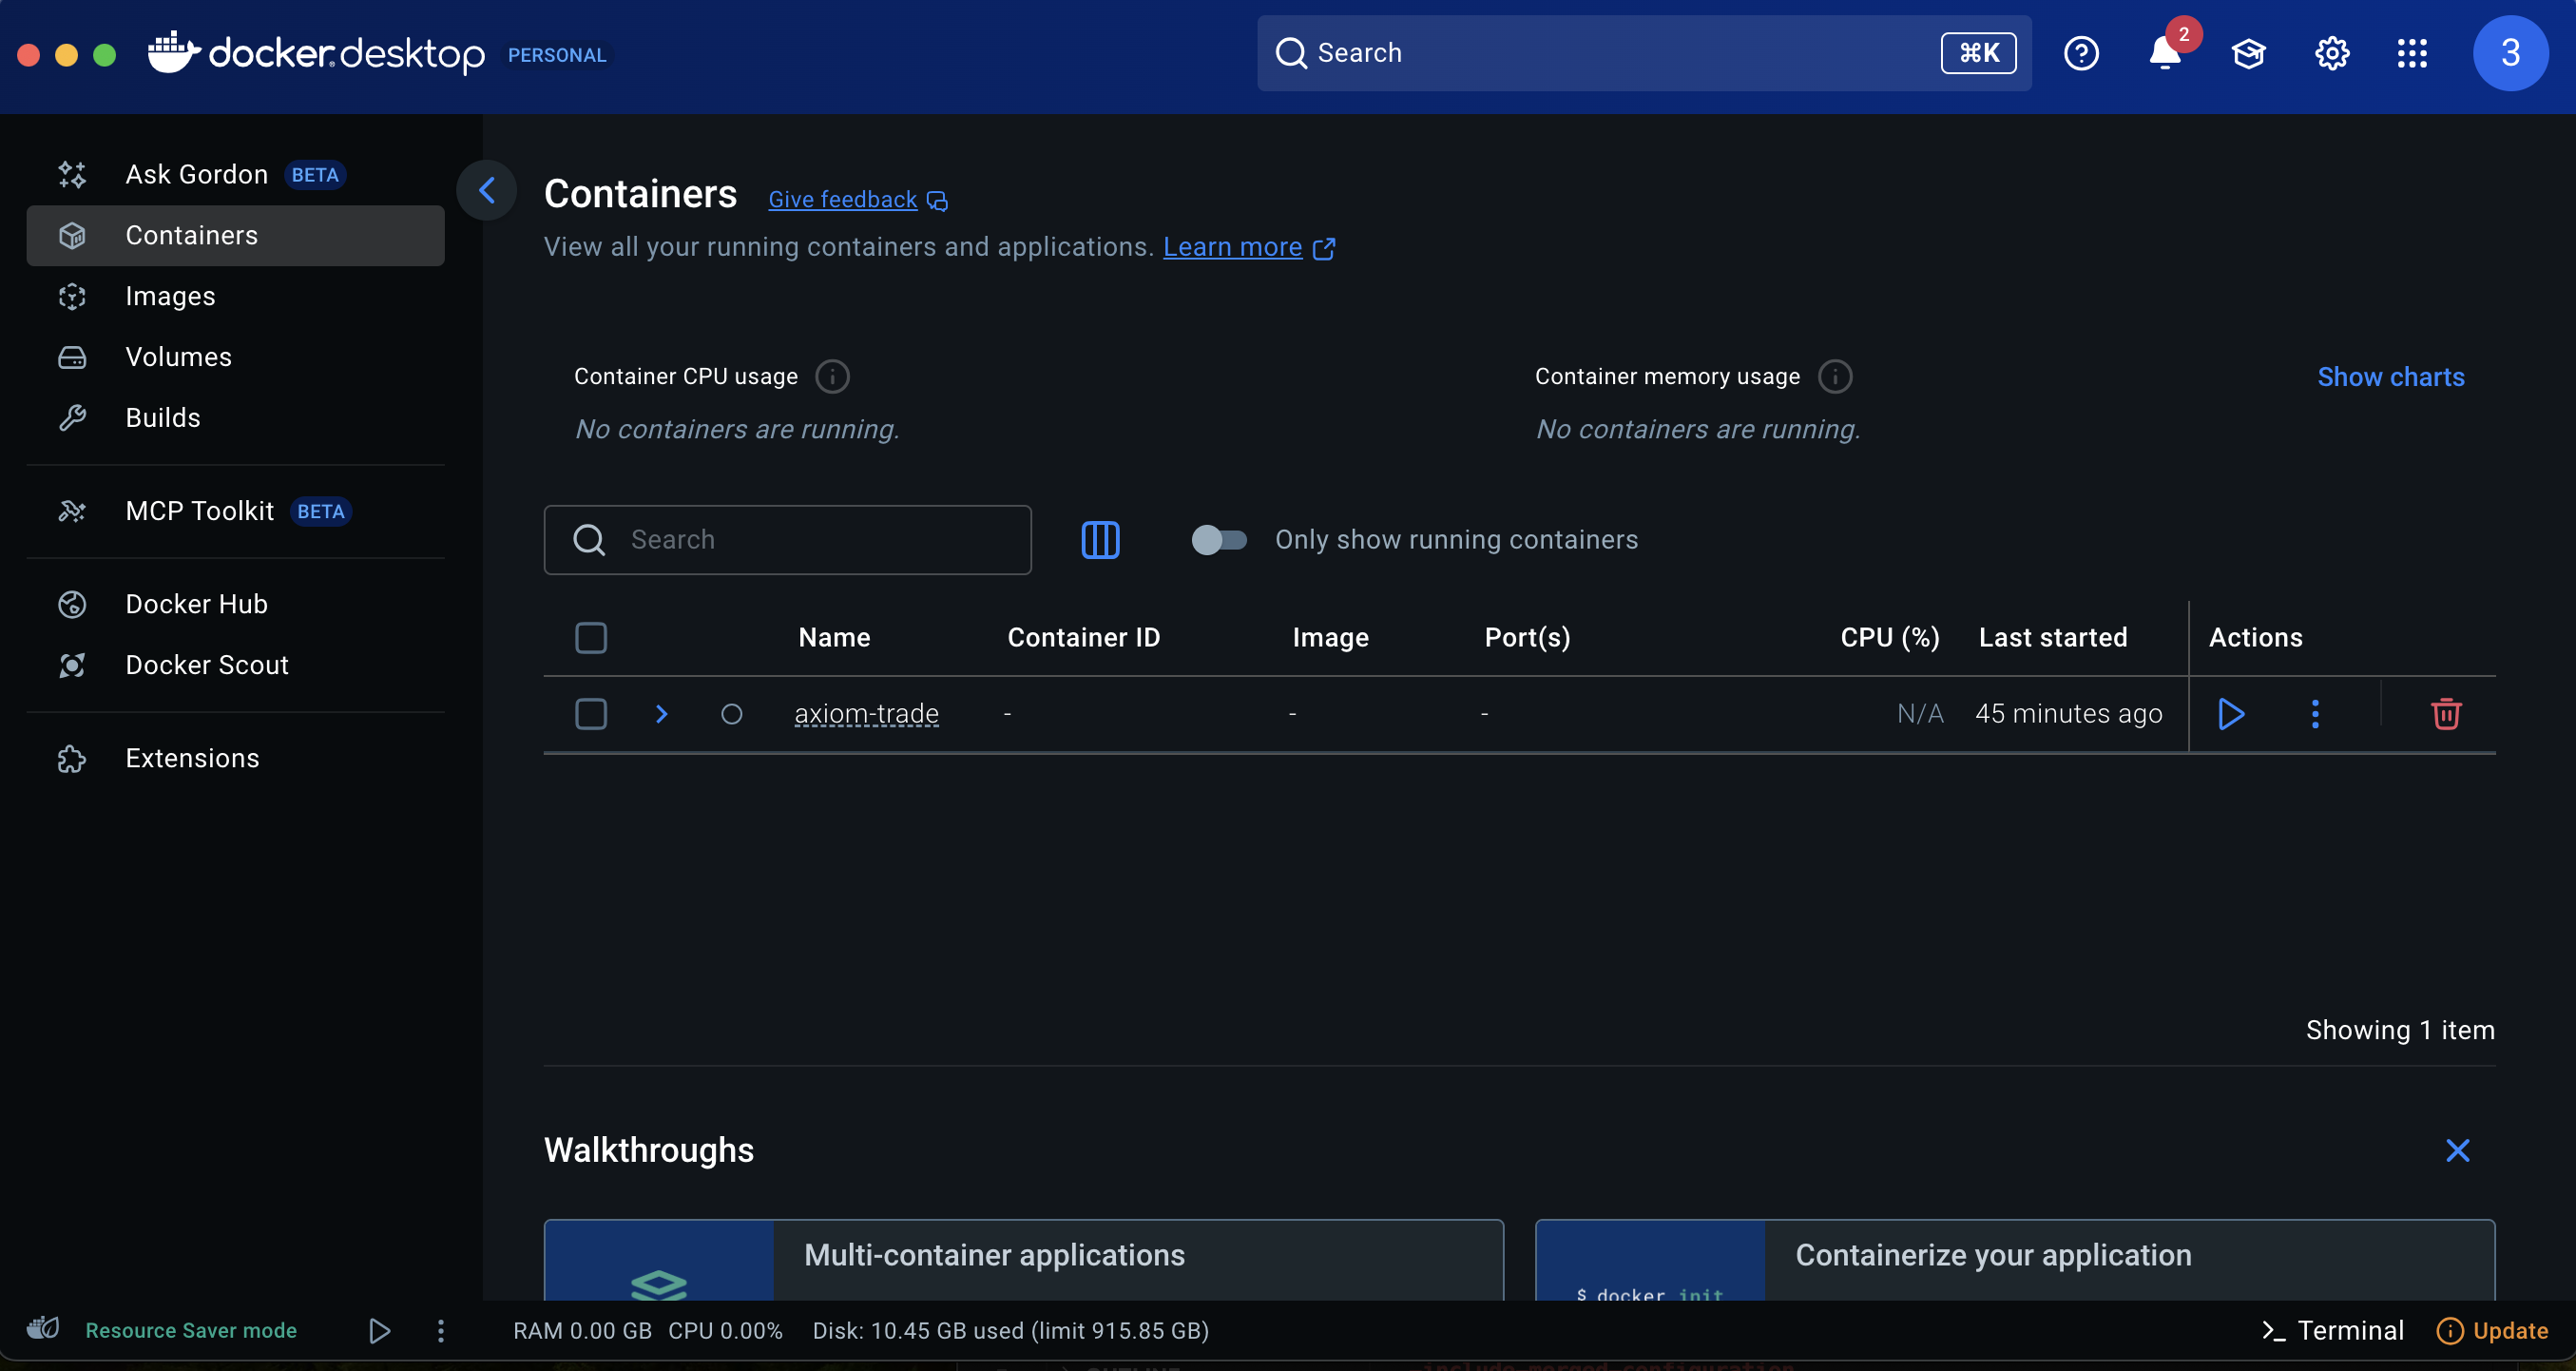 docker.desktop PERSONAL
Search ⌘K 2 3
Ask Gordon BETA
Containers
Images
Volumes
Builds
MCP Toolkit BETA
Docker Hub
Docker Scout
Extensions
Containers Give feedback
View all your running containers and applications. Learn more
Container CPU usage
No containers are running.
Container memory usage
No containers are running.
Show charts
Search
Only show running containers
Name Container ID Image Port(s) CPU (%) Last started Actions
axiom-trade - - - N/A 45 minutes ago
Showing 1 item
Walkthroughs
Multi-container applications
Containerize your application
$ docker init
Resource Saver mode
RAM 0.00 GB CPU 0.00% Disk: 10.45 GB used (limit 915.85 GB)
>_ Terminal
Update